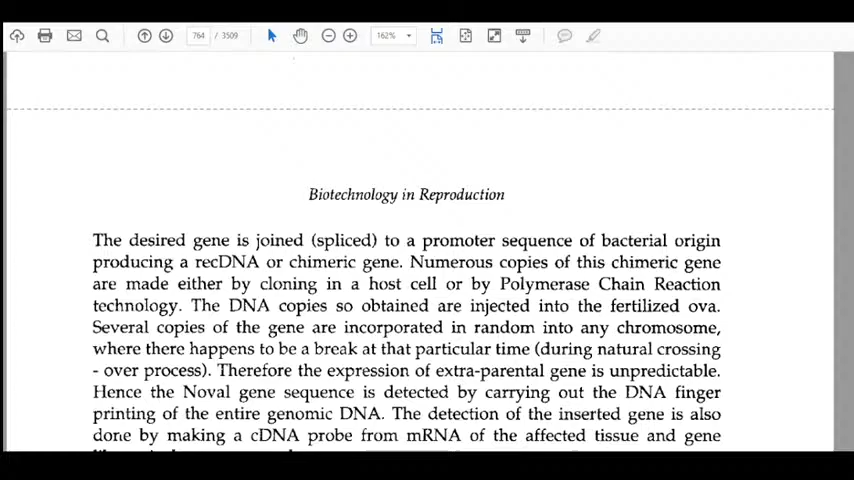 764 / 3509 162%
Biotechnology in Reproduction
The desired gene is joined (spliced) to a promoter sequence of bacterial origin
producing a recDNA or chimeric gene. Numerous copies of this chimeric gene
are made either by cloning in a host cell or by Polymerase Chain Reaction
technology. The DNA copies so obtained are injected into the fertilized ova.
Several copies of the gene are incorporated in random into any chromosome,
where there happens to be a break at that particular time (during natural crossing
- over process). Therefore the expression of extra-parental gene is unpredictable.
Hence the Noval gene sequence is detected by carrying out the DNA finger
printing of the entire genomic DNA. The detection of the inserted gene is also
done by making a cDNA probe from mRNA of the affected tissue and gene